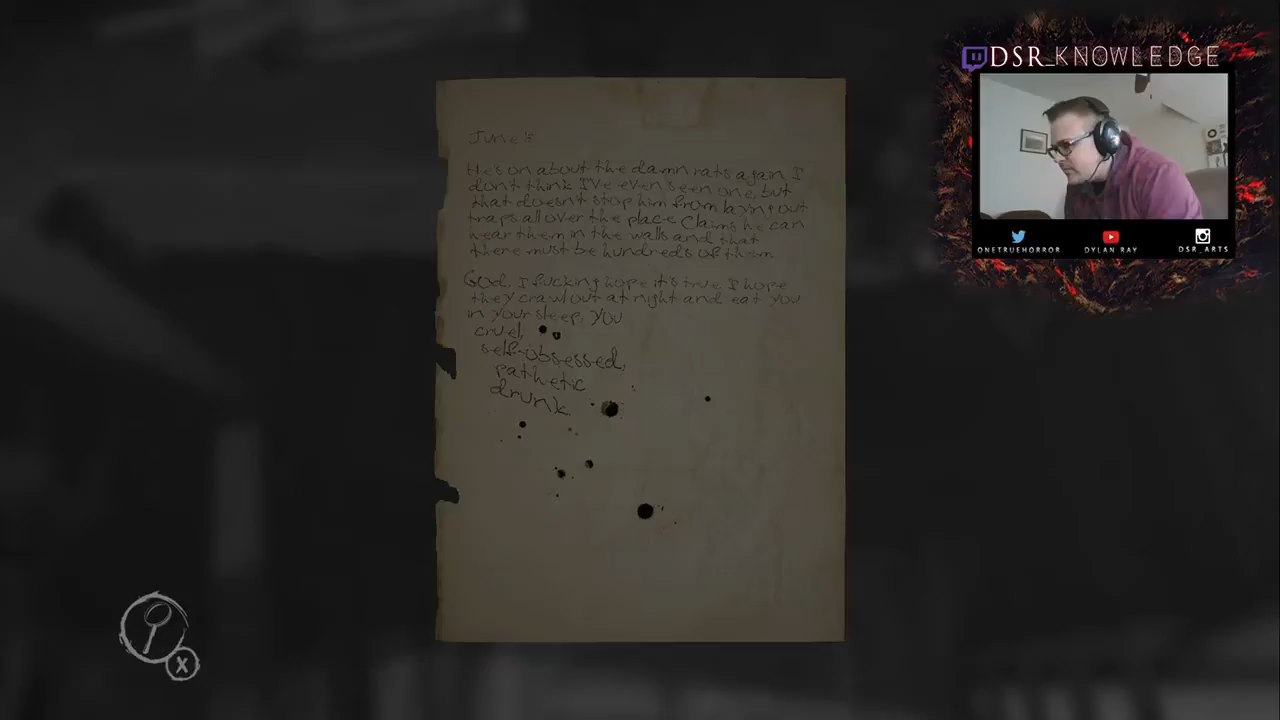 DSR_KNOWLEDGE
ONETRUEHORROR
DYLAN RAY
DSR_ARTS
June
He's on about the damn rats again I
don't think I've even seen one, but
that doesn't stop him from laying out
traps all over the place Claims he can
hear them in the walls and that
there must be hundreds of them
God, I fucking hope it's true I hope
they crawl out at night and eat you
in your sleep, you
cruel,
self-obsessed,
pathetic
drunk.
X